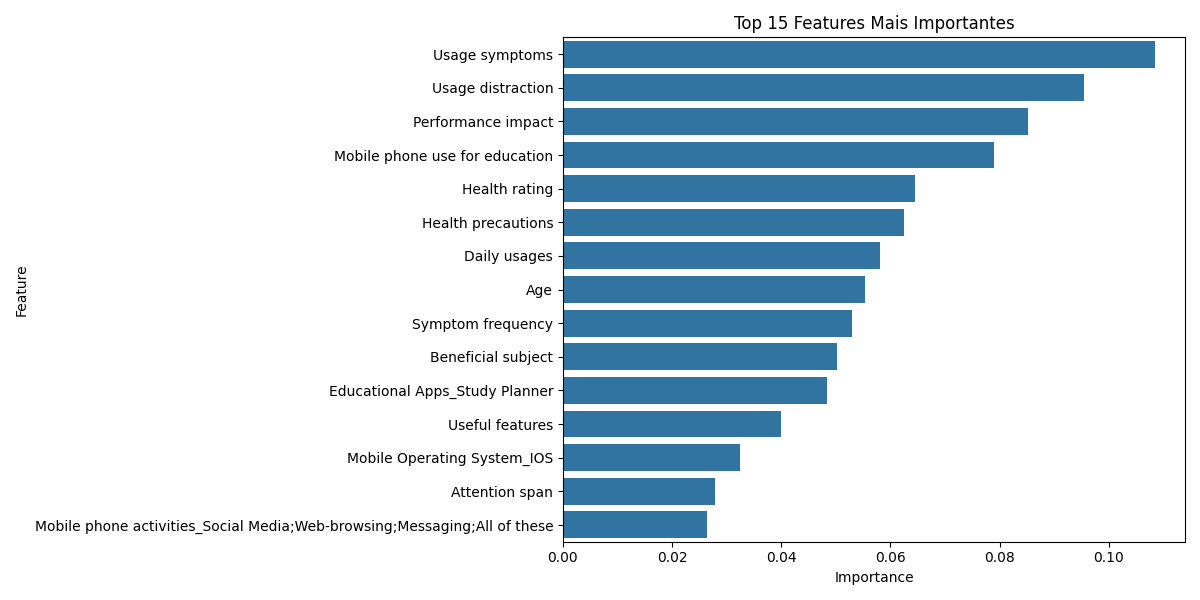 Top 15 Features Mais Importantes
Usage symptoms
Usage distraction
Performance impact
Mobile phone use for education
Health rating
Health precautions
Daily usages
Age
Symptom frequency
Beneficial subject
Educational Apps_Study Planner
Useful features
Mobile Operating System_IOS
Attention span
Mobile phone activities_Social Media;Web-browsing;Messaging;All of these
Feature
0.00 0.02 0.04 0.06 0.08 0.10
Importance